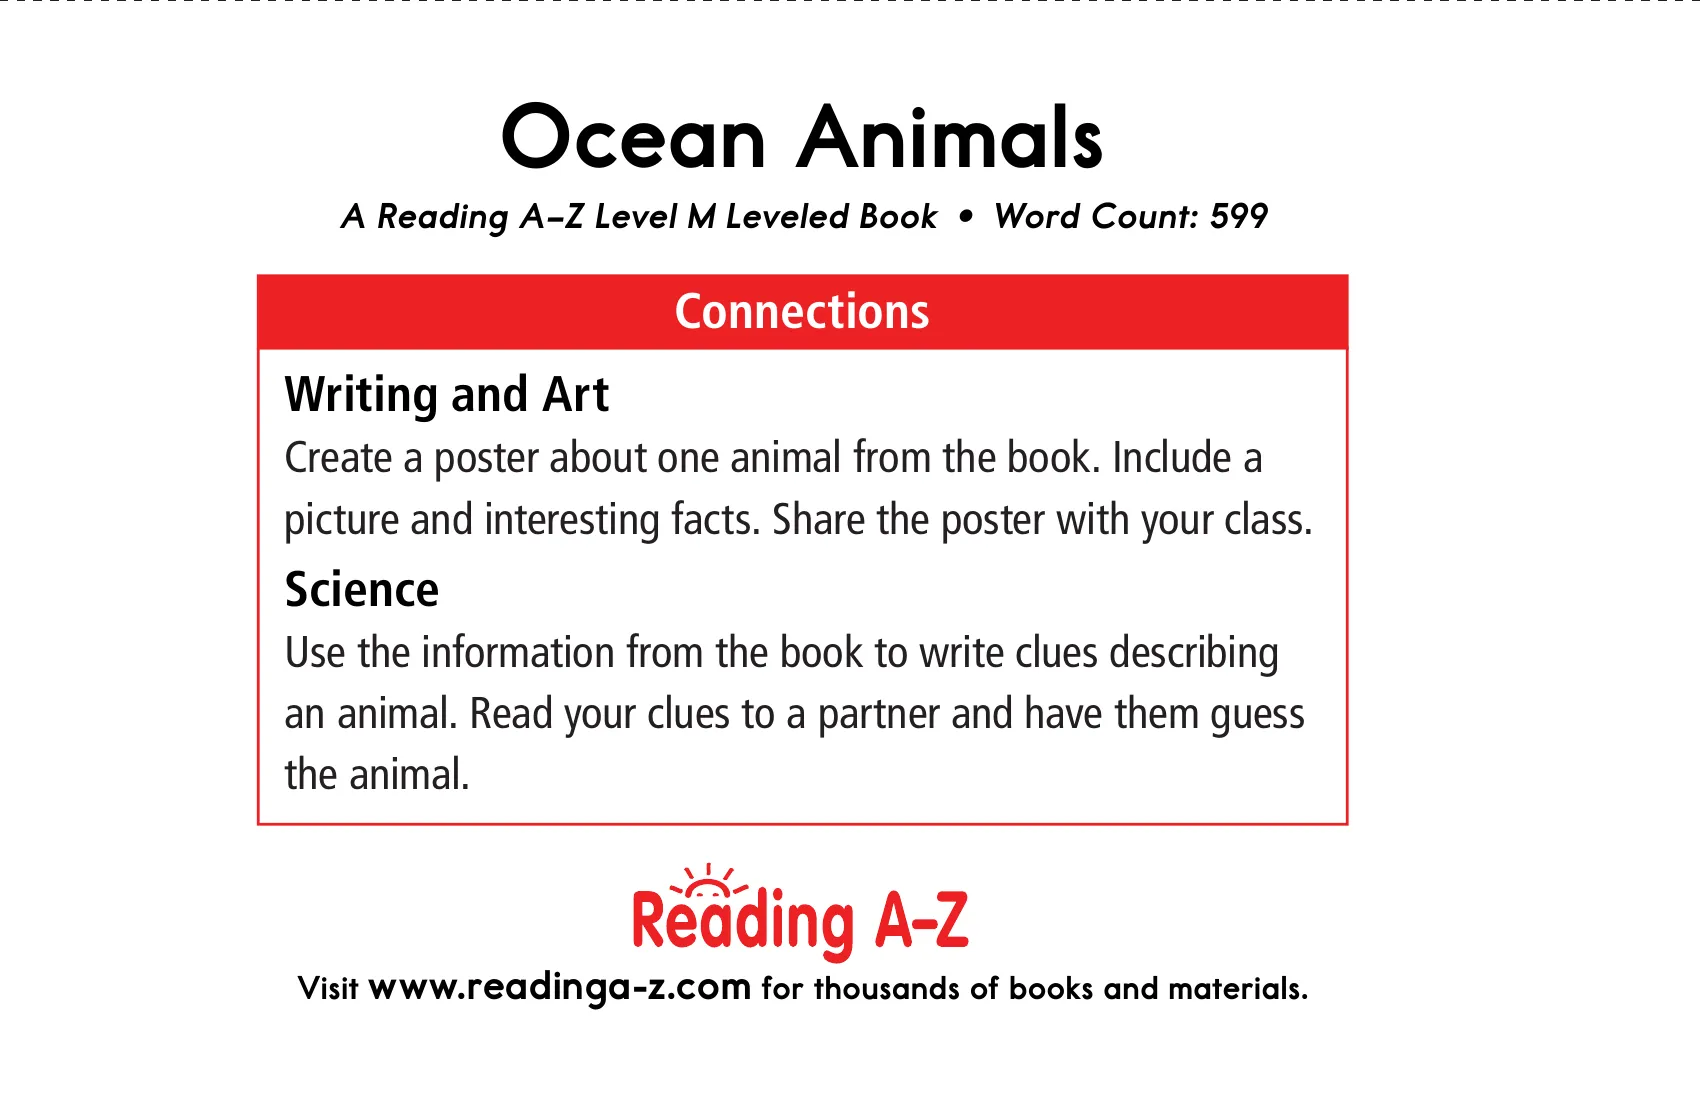 Ocean Animals
A Reading A–Z Level M Leveled Book • Word Count: 599
Connections
Writing and Art
Create a poster about one animal from the book. Include a
picture and interesting facts. Share the poster with your class.
Science
Use the information from the book to write clues describing
an animal. Read your clues to a partner and have them guess
the animal.
Reading A–Z
Visit www.readinga-z.com for thousands of books and materials.